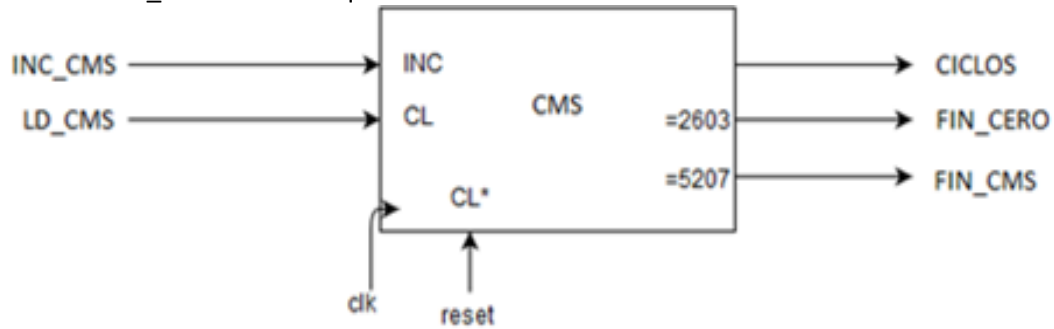 INC_CMS INC CICLOS
LD_CMS CL CMS =2603 FIN_CERO
=5207 FIN_CMS
CL*
clk
reset